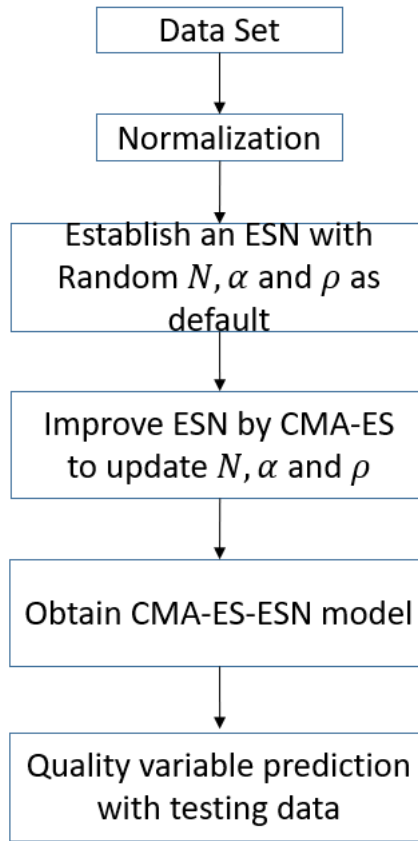 Data Set
Normalization
Establish an ESN with
Random N, α and ρ as
default
Improve ESN by CMA-ES
to update N, α and ρ
Obtain CMA-ES-ESN model
Quality variable prediction
with testing data